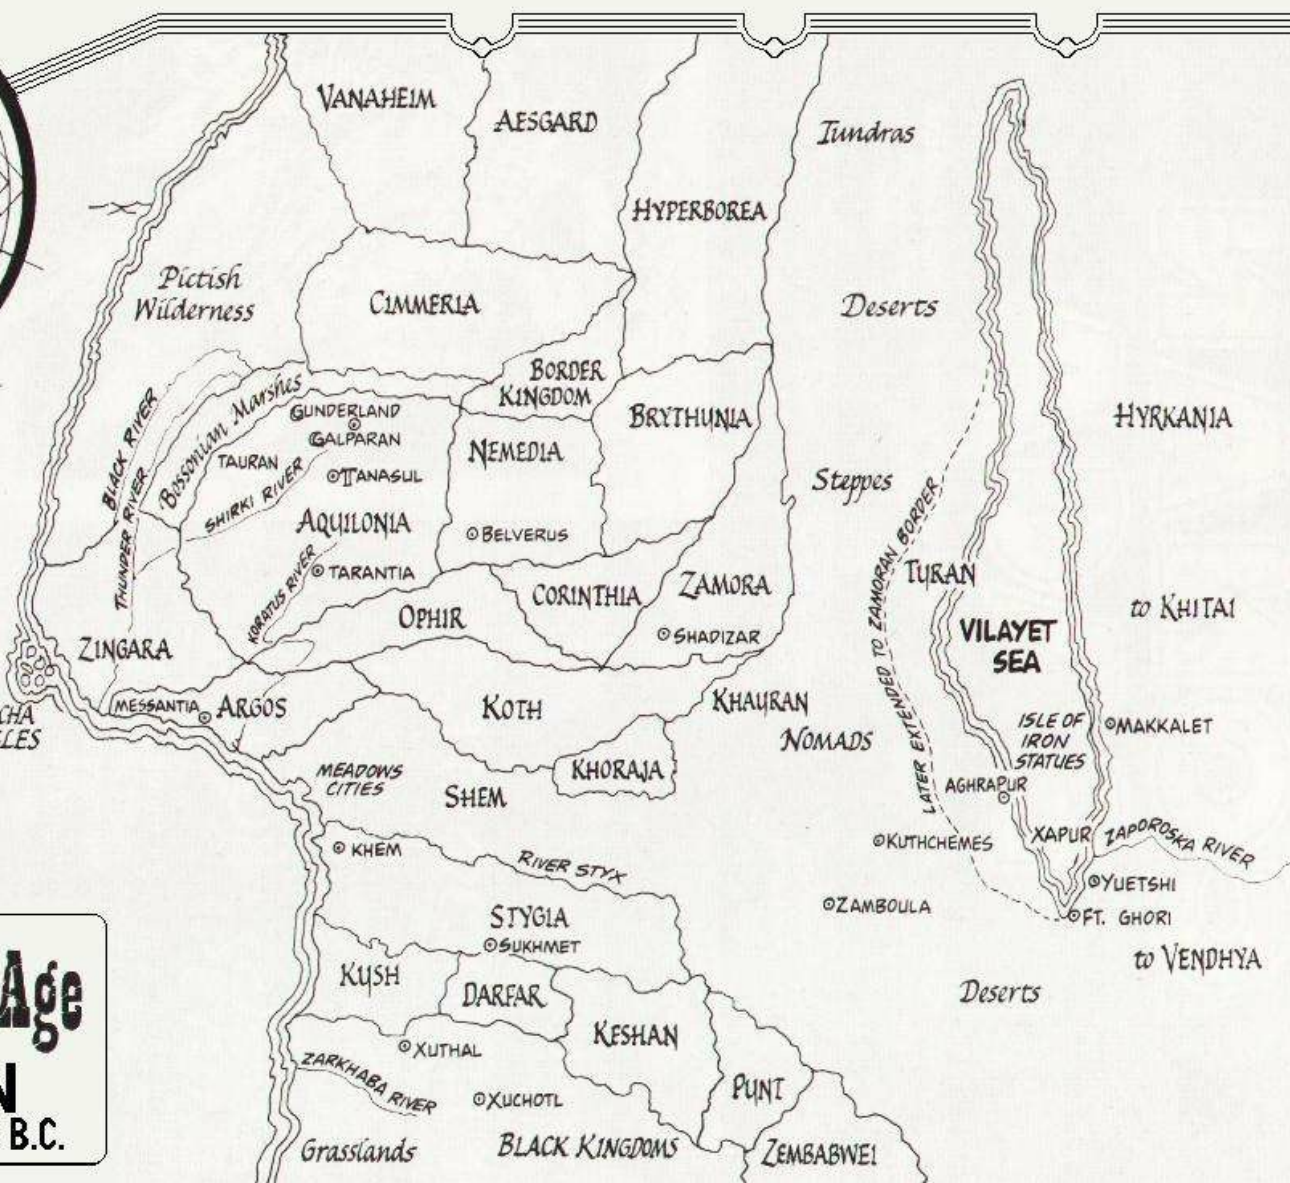 VANAHEIM
AESGARD
Tundras
HYPERBOREA
Pictish
Wilderness
CIMMERIA
Deserts
BORDER
KINGDOM
BRYTHUNIA
HYRKANIA
BLACK RIVER
THUNDER RIVER
Bossonian Marshes
GUNDERLAND
GALPARAN
TAURAN
SHIRKI RIVER
TANASUL
NEMEDIA
Steppes
AQUILONIA
BELVERUS
LATER EXTENDED TO ZAMORAN BORDER
TURAN
KORATUS RIVER
TARANTIA
OPHIR
CORINTHIA
ZAMORA
SHADIZAR
to KHITAI
VILAYET
SEA
ZINGARA
MESSANTIA
ARGOS
KOTH
KHAURAN
NOMADS
ISLE OF
IRON
STATUES
MAKKALET
CHA
LES
MEADOWS
CITIES
SHEM
KHORAJA
AGHRAPUR
KUTHCHEMES
XAPUR
ZAPOROSKA RIVER
KHEM
RIVER STYX
YUETSHI
ZAMBOULA
FT. GHORI
STYGIA
SUKHMET
to VENDHYA
KUSH
DARFAR
Deserts
Age
KESHAN
XUTHAL
ZARKHABA RIVER
XUCHOTL
PUNT
N
B.C.
Grasslands
BLACK KINGDOMS
ZEMBABWEI